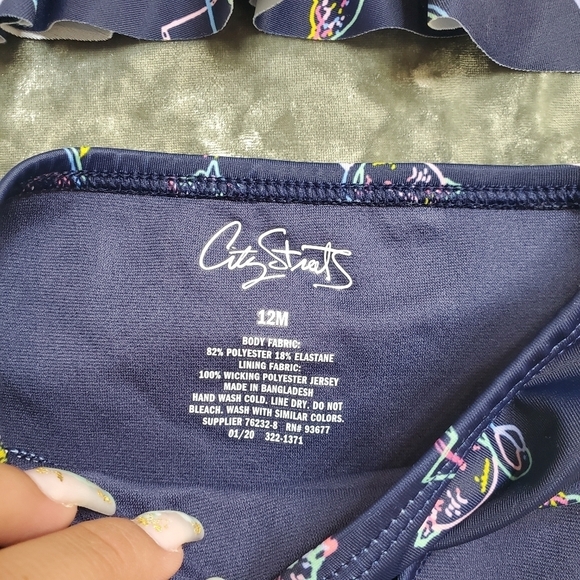 City Streets
12M
BODY FABRIC:
82% POLYESTER 18% ELASTANE
LINING FABRIC:
100% WICKING POLYESTER JERSEY
MADE IN BANGLADESH
HAND WASH COLD. LINE DRY. DO NOT
BLEACH. WASH WITH SIMILAR COLORS.
SUPPLIER 76232-8 RN# 93677
01/20 322-1371